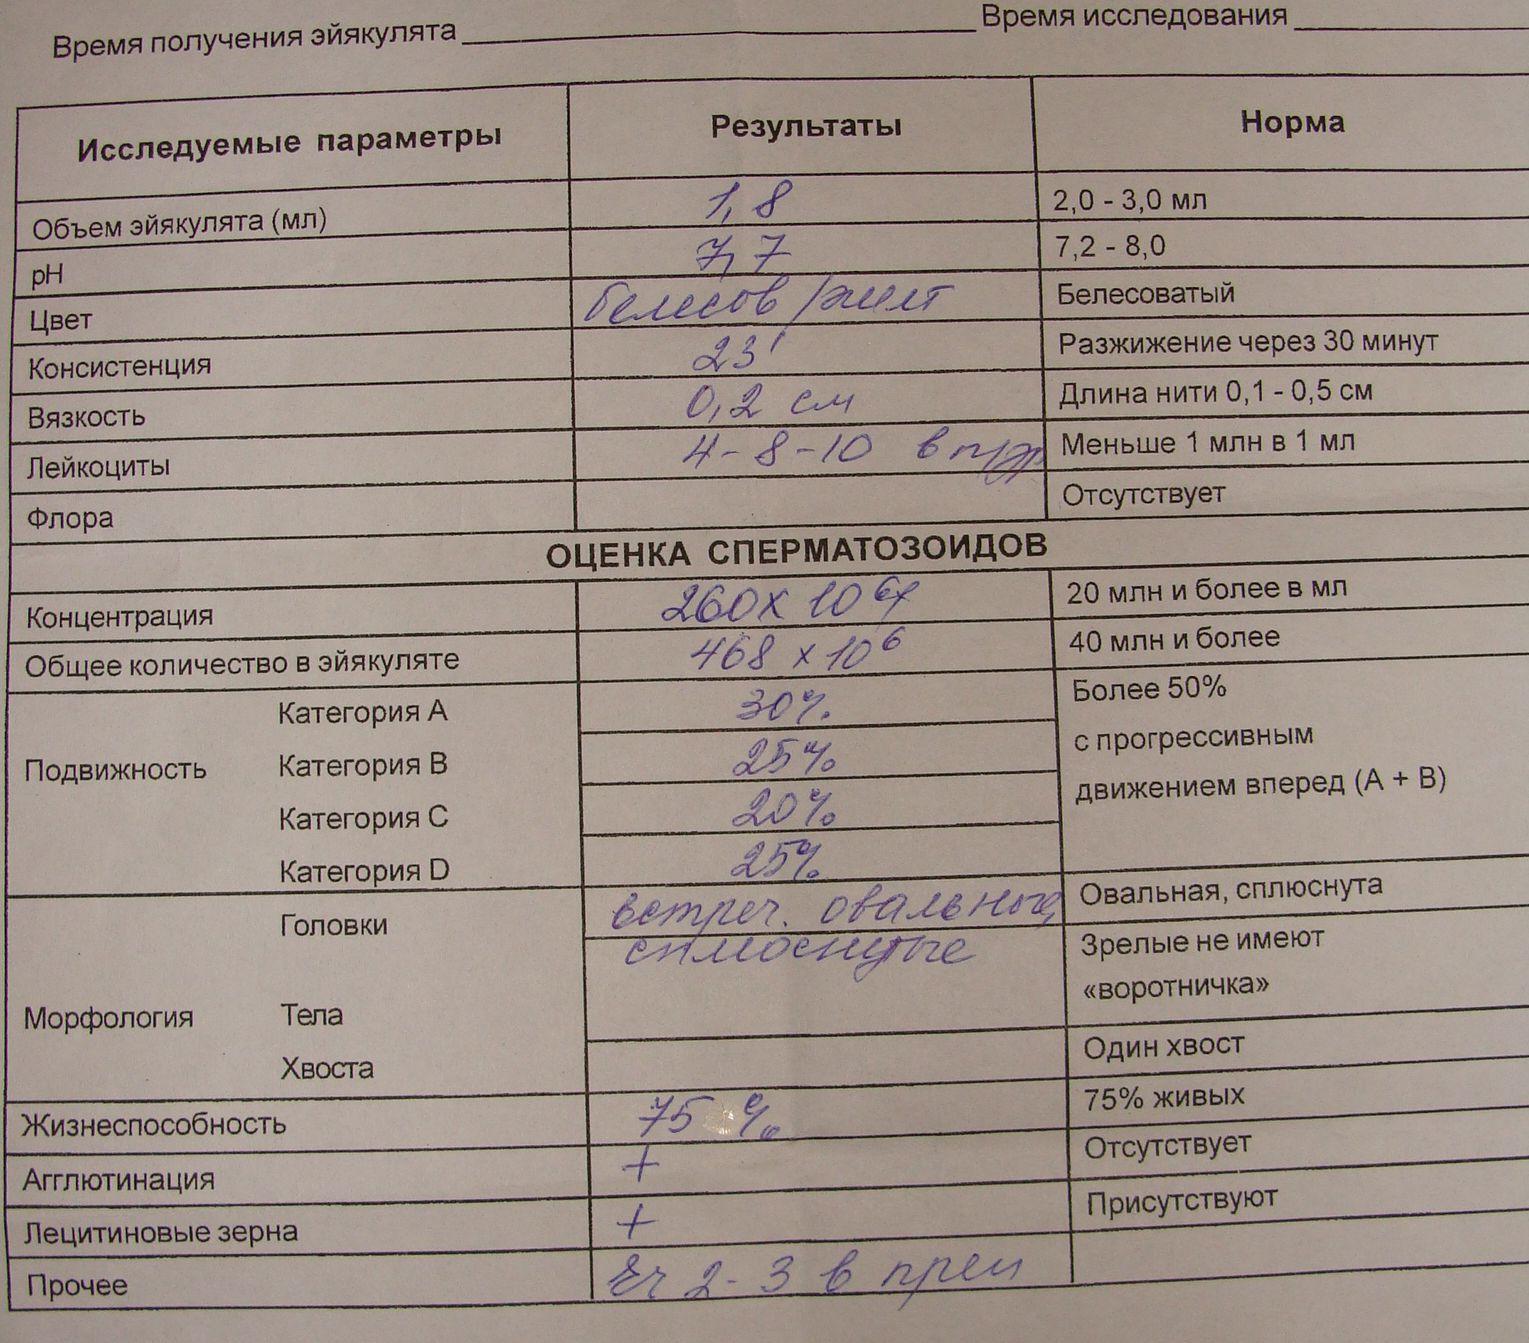 Время получения эйякулята Время исследования
Исследуемые параметры Результаты Норма
Объем эйякулята (мл) 1,8 2,0 - 3,0 мл
pH 7,7 7,2 - 8,0
Цвет белесов/желт Белесоватый
Консистенция 23' Разжижение через 30 минут
Вязкость 0,2 см Длина нити 0,1 - 0,5 см
Лейкоциты 4-8-10 в Меньше 1 млн в 1 мл
Флора Отсутствует
ОЦЕНКА СПЕРМАТОЗОИДОВ
Концентрация 260х10⁶ 20 млн и более в мл
Общее количество в эйякуляте 468 х 10⁶ 40 млн и более
Категория A 30% Более 50%
с прогрессивным
Подвижность Категория B 25%
движением вперед (A + B)
Категория C 20%
Категория D 25%
Головки встреч. овальные, Овальная, сплюснута
сплюснутые Зрелые не имеют
«воротничка»
Морфология Тела
Хвоста Один хвост
Жизнеспособность 75 % 75% живых
Агглютинация + Отсутствует
Лецитиновые зерна + Присутствуют
Прочее 2-3 в преп